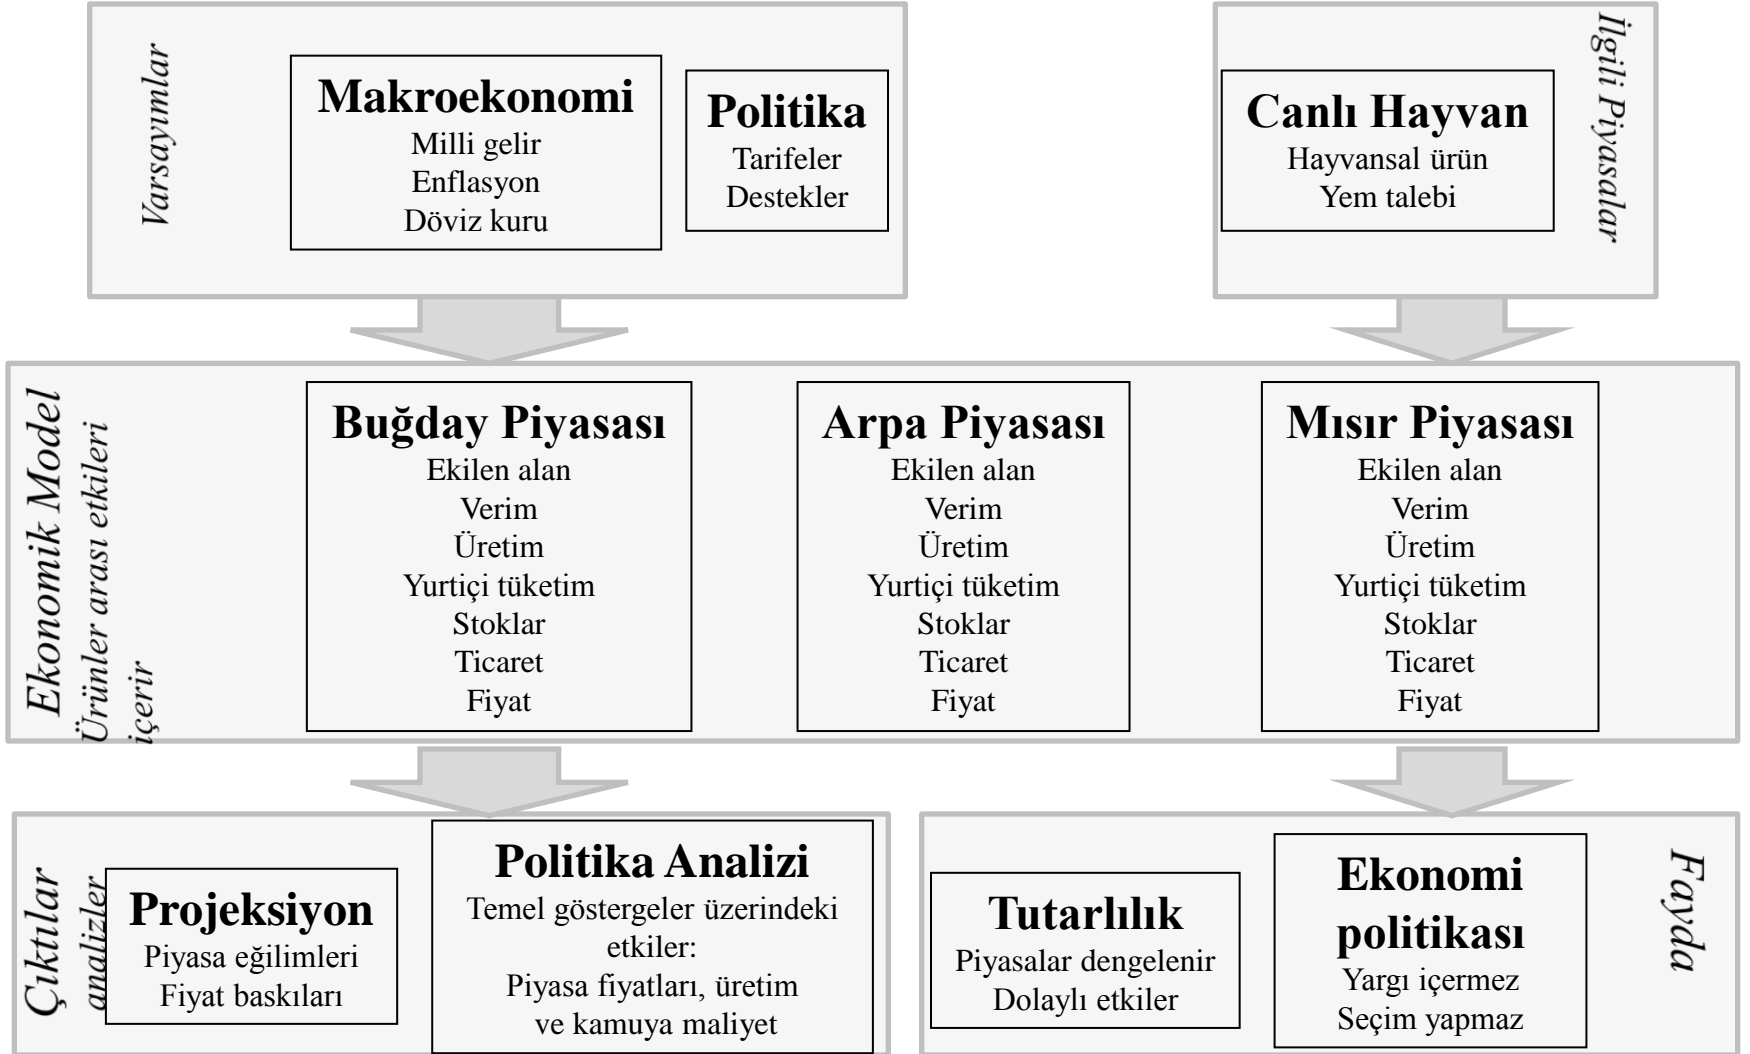 Varsayımlar
Makroekonomi
Milli gelir
Enflasyon
Döviz kuru
Politika
Tarifeler
Destekler
Canlı Hayvan
Hayvansal ürün
Yem talebi
İlgili Piyasalar
Ekonomik Model
Ürünler arası etkileri
içerir
Buğday Piyasası
Ekilen alan
Verim
Üretim
Yurtiçi tüketim
Stoklar
Ticaret
Fiyat
Arpa Piyasası
Ekilen alan
Verim
Üretim
Yurtiçi tüketim
Stoklar
Ticaret
Fiyat
Mısır Piyasası
Ekilen alan
Verim
Üretim
Yurtiçi tüketim
Stoklar
Ticaret
Fiyat
Çıktılar
analizler
Projeksiyon
Piyasa eğilimleri
Fiyat baskıları
Politika Analizi
Temel göstergeler üzerindeki
etkiler:
Piyasa fiyatları, üretim
ve kamuya maliyet
Tutarlılık
Piyasalar dengelenir
Dolaylı etkiler
Ekonomi
politikası
Yargı içermez
Seçim yapmaz
Fayda